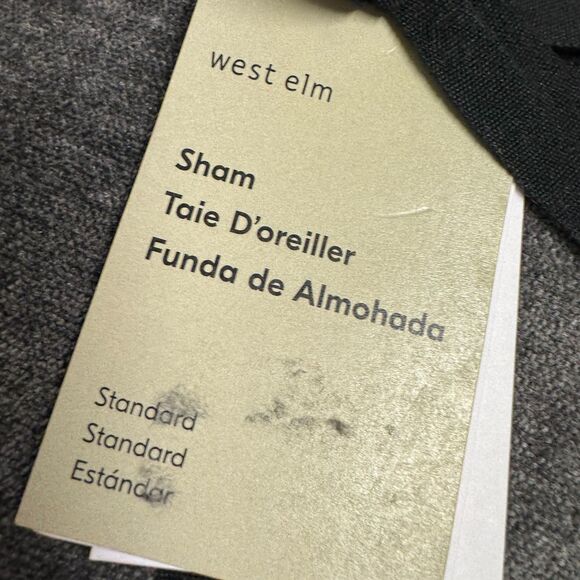 west elm
Sham
Taie D'oreiller
Funda de Almohada
Standard
Standard
Estándar